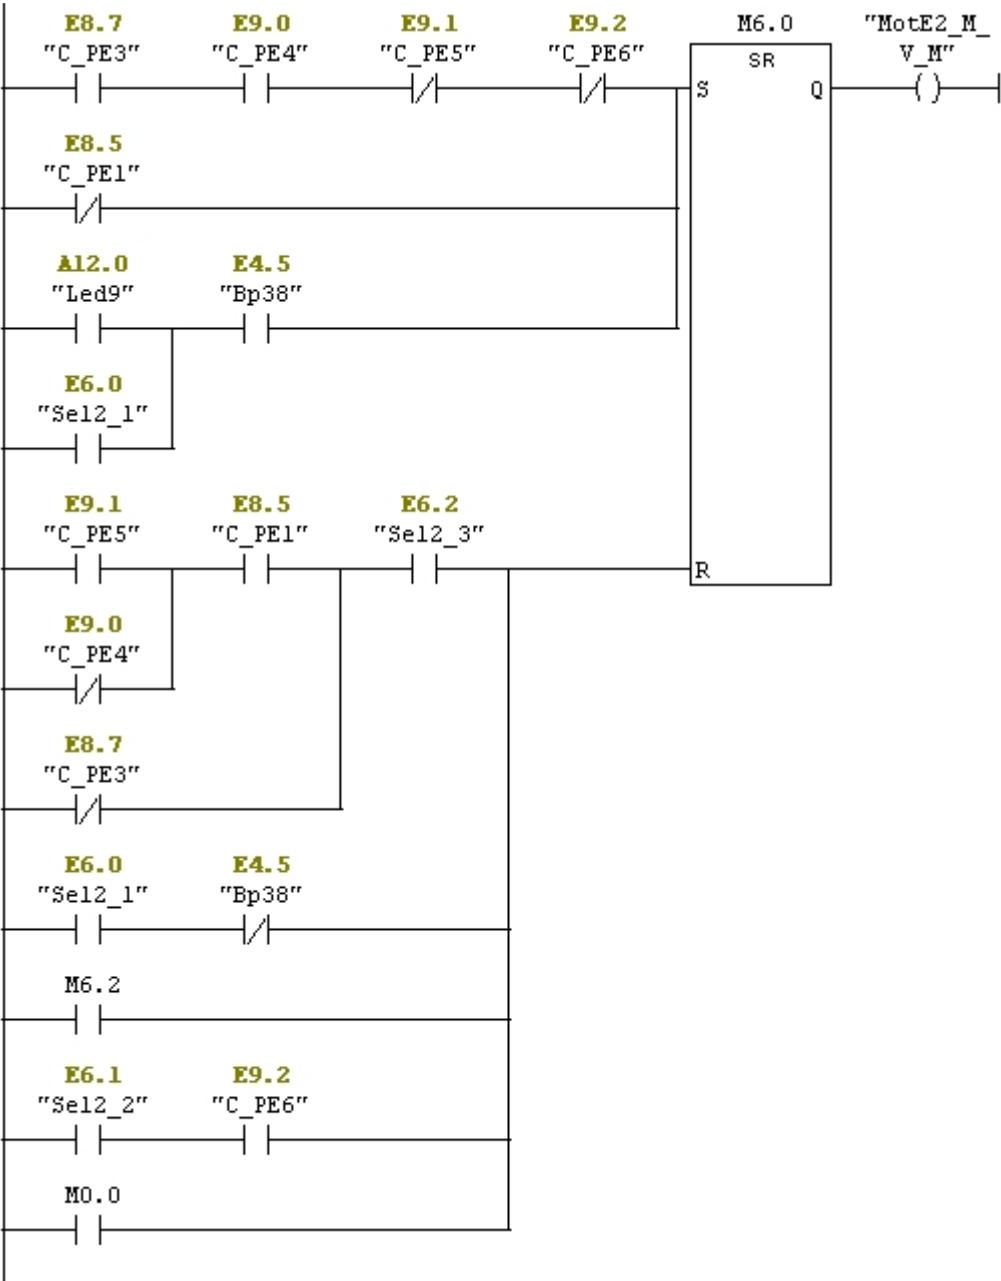 E8.7 E9.0 E9.1 E9.2 M6.0 "MotE2_M_
"C_PE3" "C_PE4" "C_PE5" "C_PE6" SR V_M"
S Q
E8.5
"C_PE1"
A12.0 E4.5
"Led9" "Bp38"
E6.0
"Sel2_1"
E9.1 E8.5 E6.2
"C_PE5" "C_PE1" "Sel2_3"
R
E9.0
"C_PE4"
E8.7
"C_PE3"
E6.0 E4.5
"Sel2_1" "Bp38"
M6.2
E6.1 E9.2
"Sel2_2" "C_PE6"
M0.0